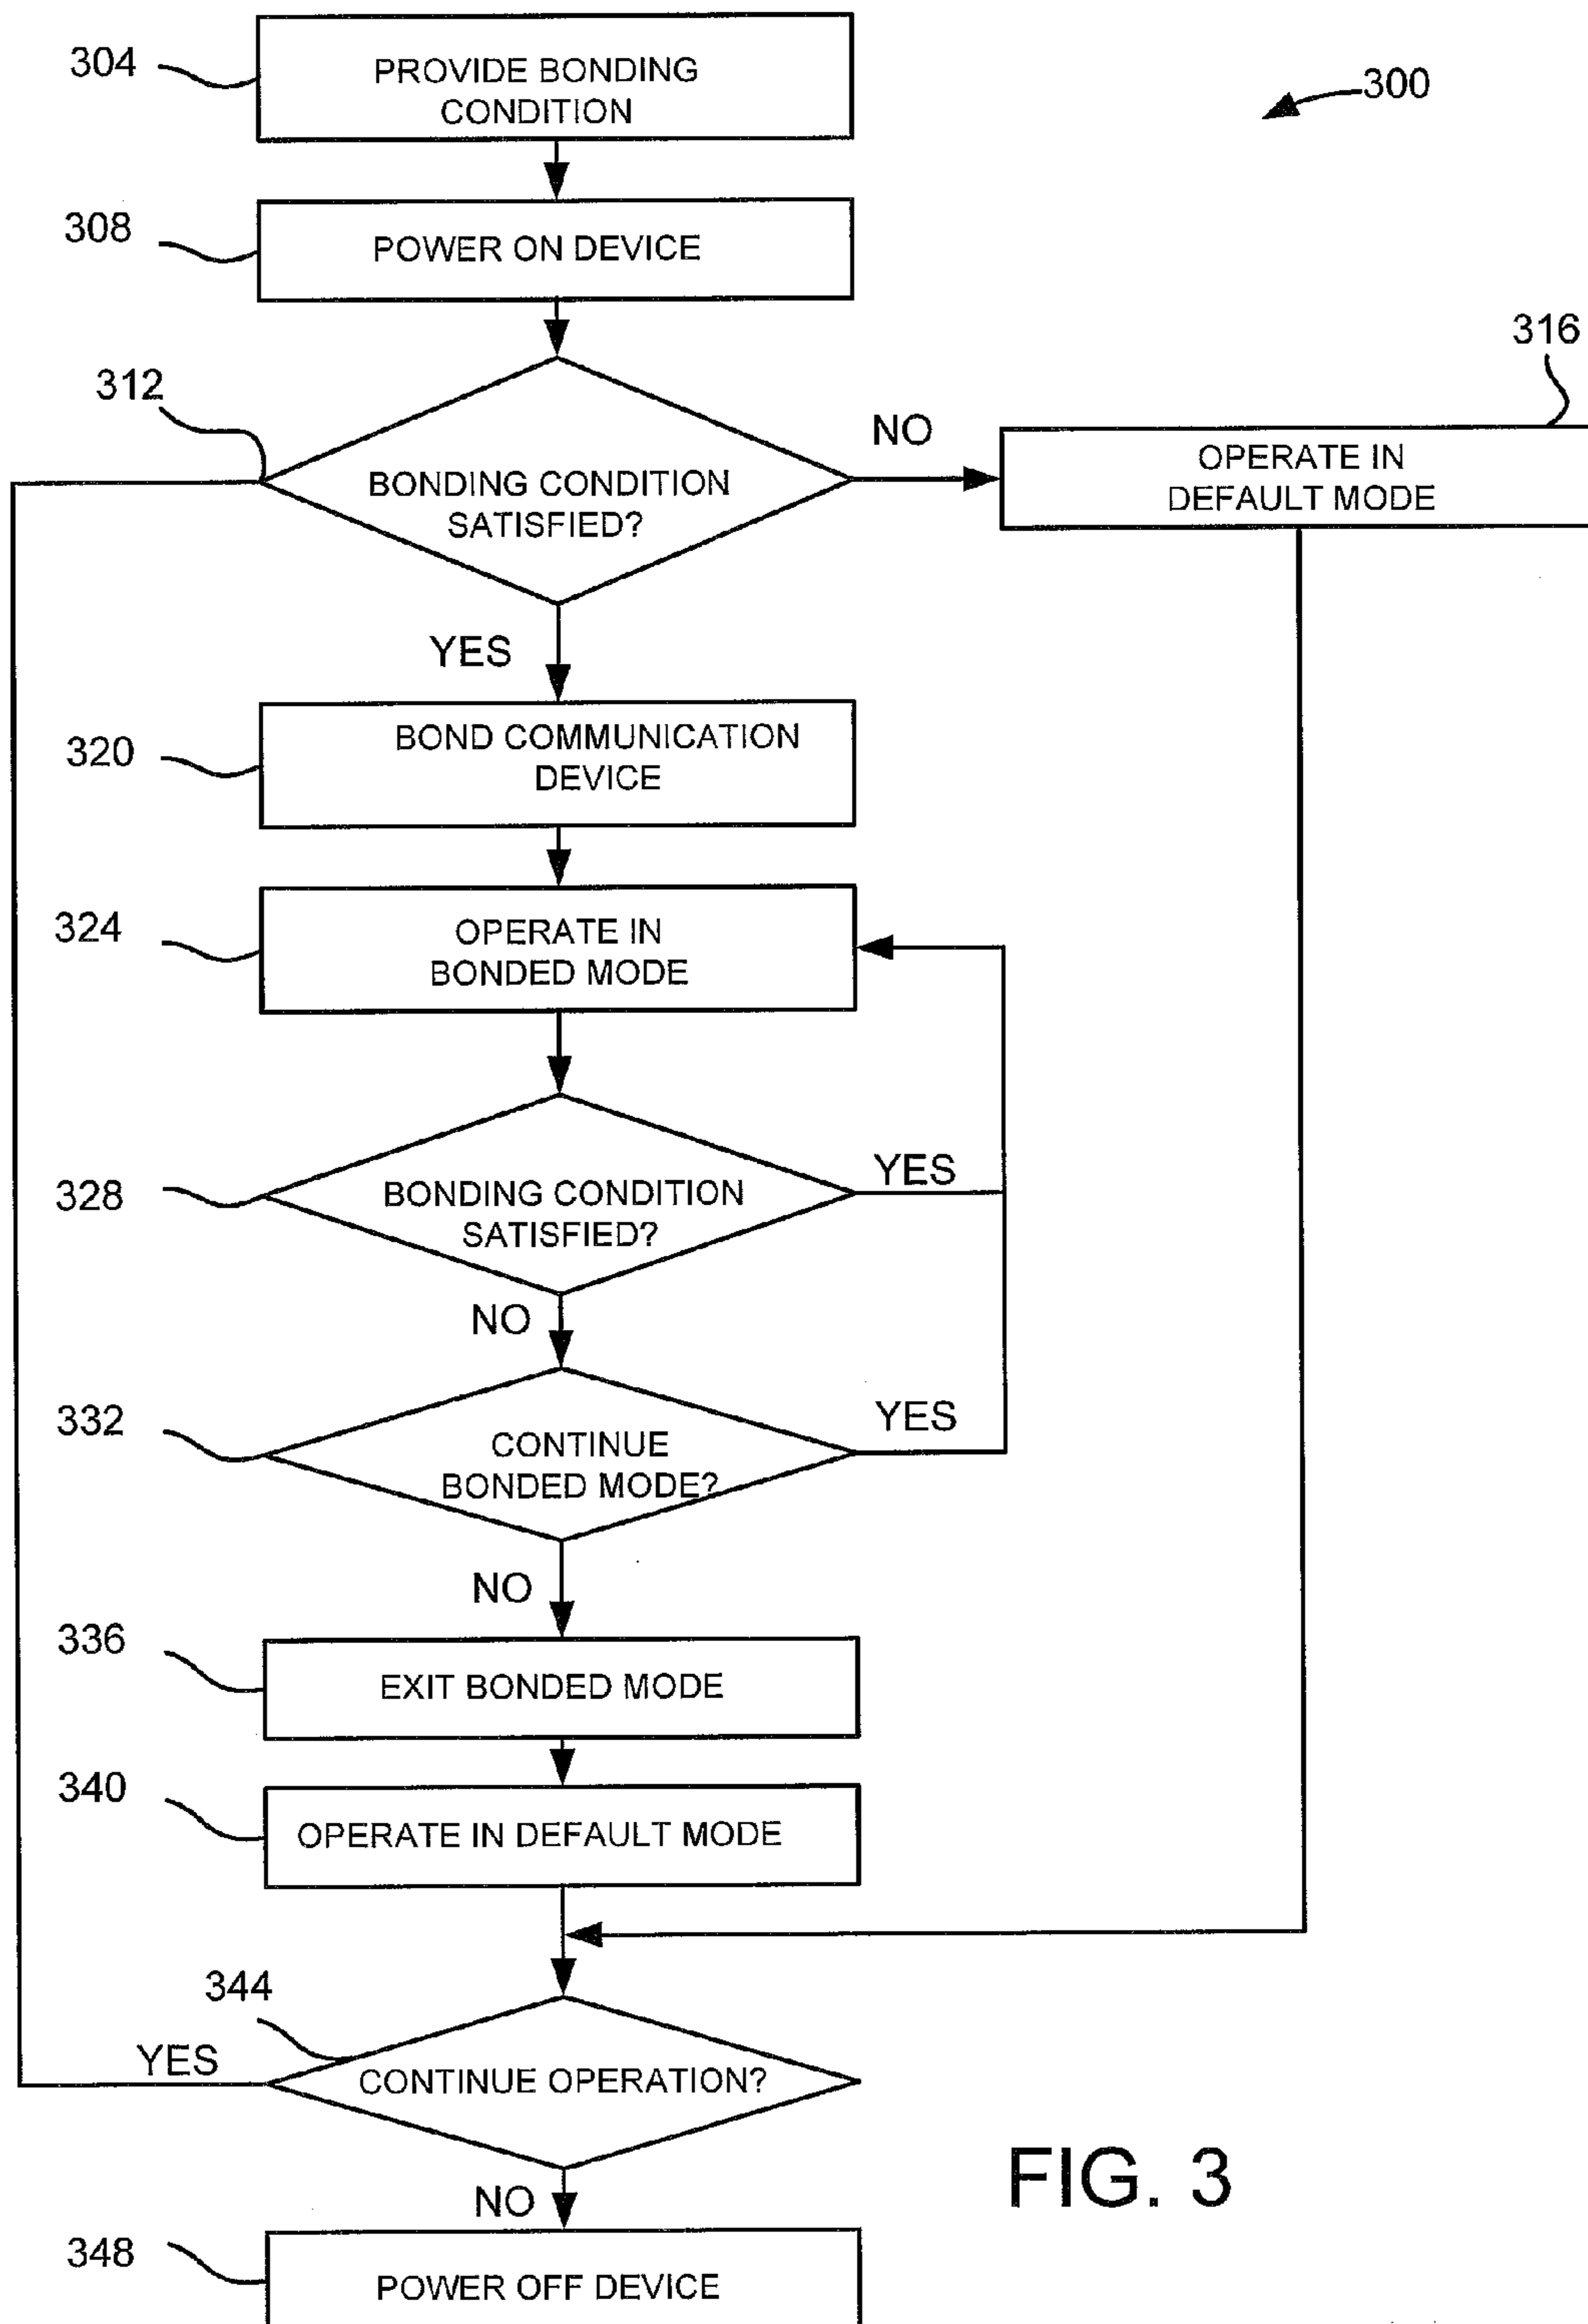 304
PROVIDE BONDING
CONDITION
300
308
POWER ON DEVICE
312
BONDING CONDITION
SATISFIED?
NO
316
OPERATE IN
DEFAULT MODE
YES
320
BOND COMMUNICATION
DEVICE
324
OPERATE IN
BONDED MODE
328
BONDING CONDITION
SATISFIED?
YES
NO
332
CONTINUE
BONDED MODE?
YES
NO
336
EXIT BONDED MODE
340
OPERATE IN DEFAULT MODE
344
YES
CONTINUE OPERATION?
NO
348
POWER OFF DEVICE
FIG. 3